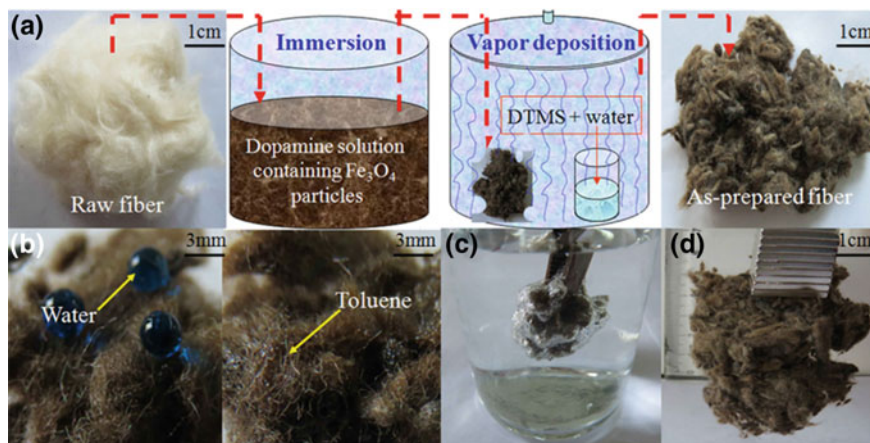 (a)
1cm
Raw fiber
Immersion
Dopamine solution
containing Fe₃O₄
particles
Vapor deposition
DTMS + water
1cm
As-prepared fiber
(b)
3mm
Water
3mm
Toluene
(c)
(d)
1cm